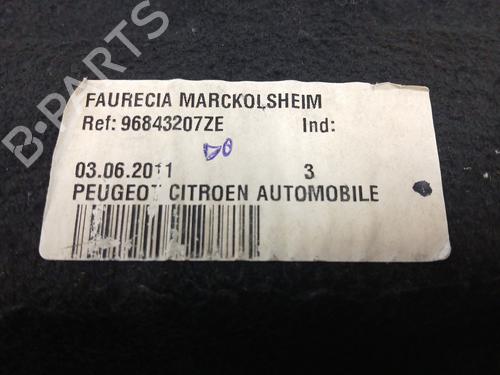 B-PARTS
FAURECIA MARCKOLSHEIM
Ref: 96843207ZE Ind:
03.06.2011 3
PEUGEOT CITROEN AUTOMOBILE